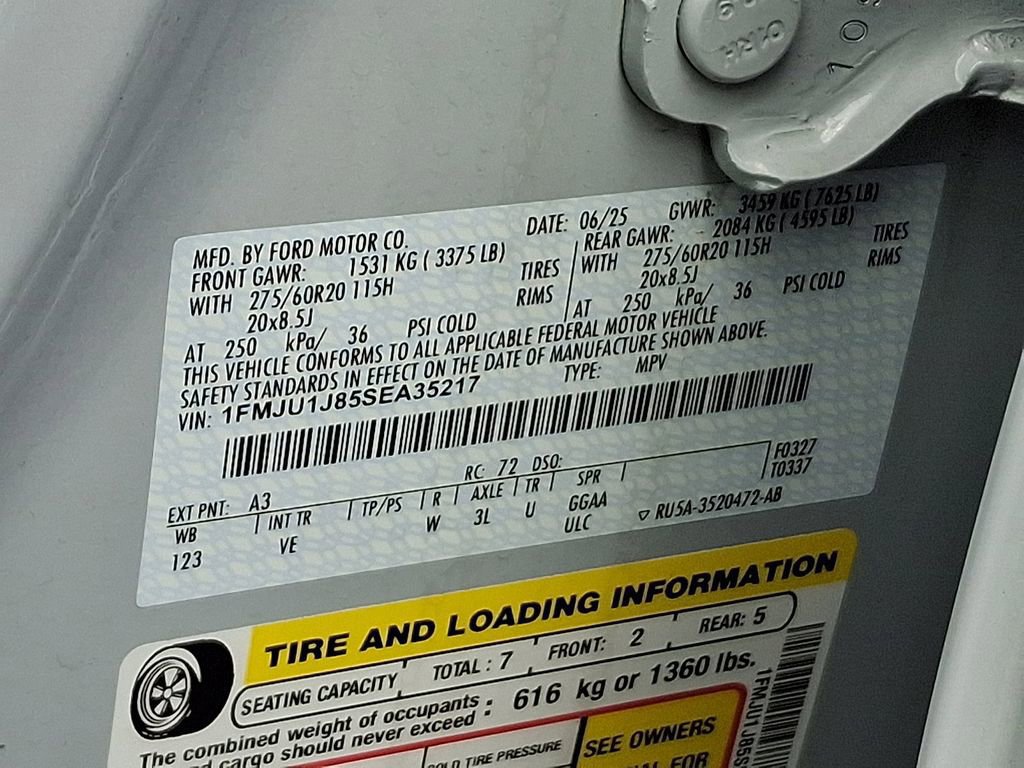 MFD. BY FORD MOTOR CO. DATE: 06/25 GVWR: 3459 KG ( 7625 LB)
FRONT GAWR: 1531 KG ( 3375 LB) REAR GAWR: 2084 KG ( 4595 LB)
WITH 275/60R20 115H TIRES WITH 275/60R20 115H TIRES
20x8.5J RIMS 20x8.5J RIMS
AT 250 kPa/ 36 PSI COLD AT 250 kPa/ 36 PSI COLD
THIS VEHICLE CONFORMS TO ALL APPLICABLE FEDERAL MOTOR VEHICLE
SAFETY STANDARDS IN EFFECT ON THE DATE OF MANUFACTURE SHOWN ABOVE.
VIN: 1FMJU1J85SEA35217 TYPE: MPV
EXT PNT: A3 RC: 72 DSO: F0327
WB INT TR TP/PS R AXLE TR SPR T0337
123 VE W 3L U GGAA
ULC ▽ RU5A-3520472-AB
TIRE AND LOADING INFORMATION
SEATING CAPACITY TOTAL : 7 FRONT: 2 REAR: 5
The combined weight of occupants
cargo should never exceed : 616 kg or 1360 lbs.
TIRE PRESSURE
SEE OWNERS
FOR
1FMJU1J85S